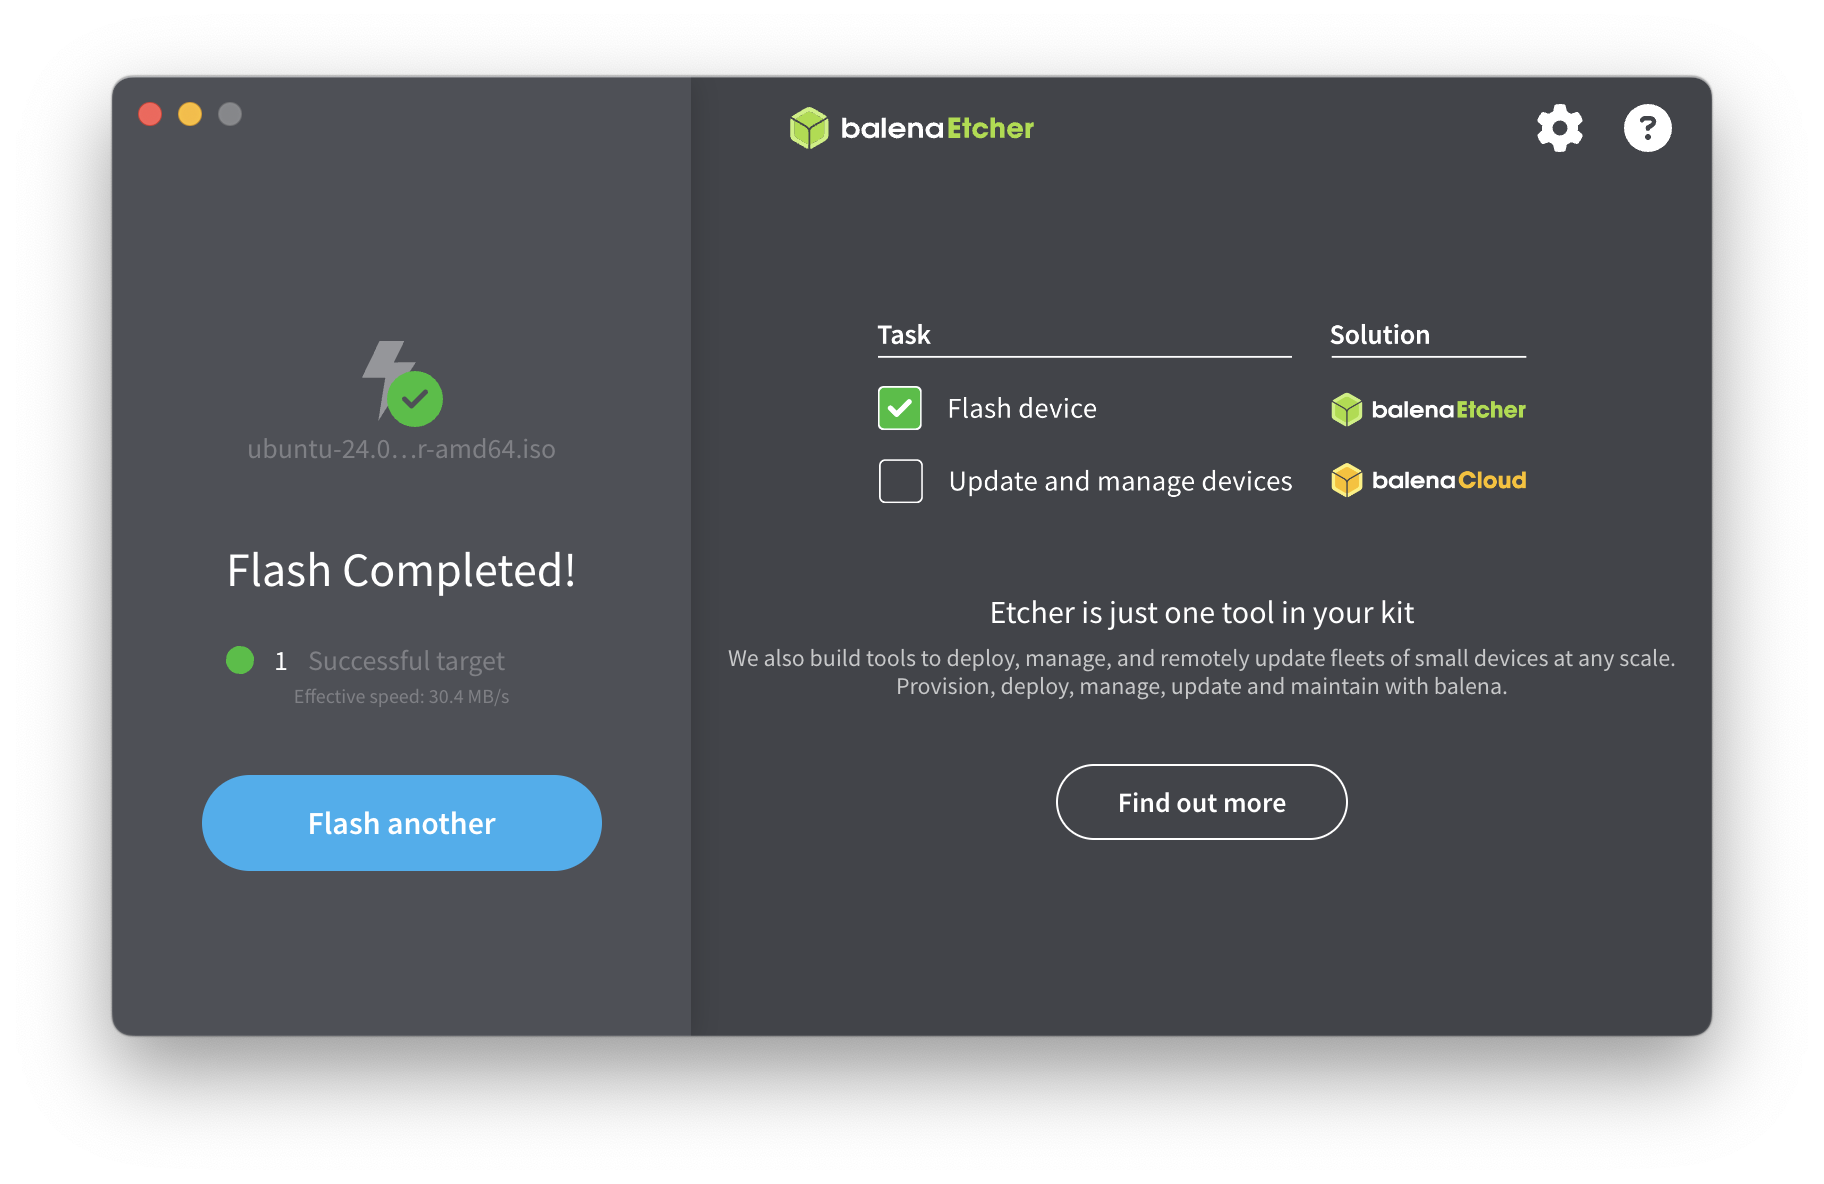 balenaEtcher
?
ubuntu-24.0...r-amd64.iso
Flash Completed!
1 Successful target
Effective speed: 30.4 MB/s
Flash another
Task Solution
Flash device balenaEtcher
Update and manage devices balenaCloud
Etcher is just one tool in your kit
We also build tools to deploy, manage, and remotely update fleets of small devices at any scale.
Provision, deploy, manage, update and maintain with balena.
Find out more